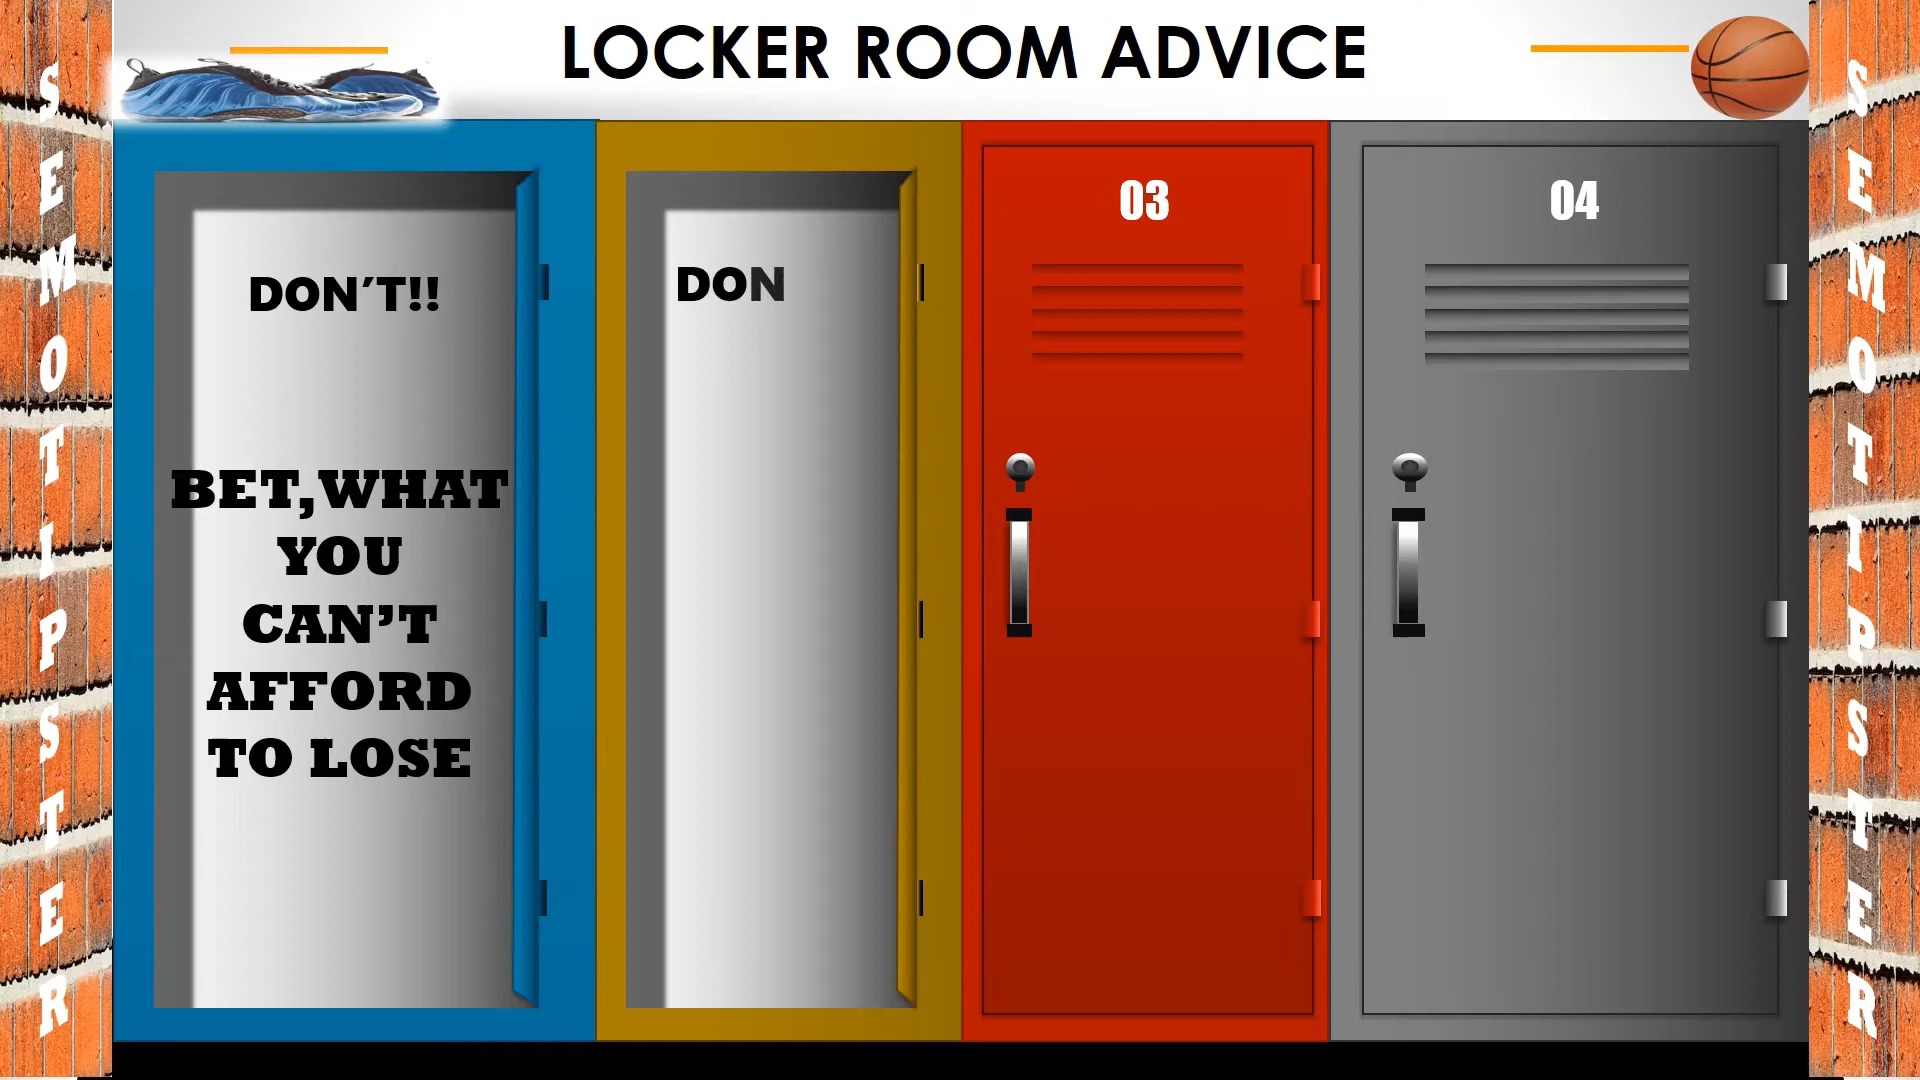 LOCKER ROOM ADVICE
SEMOTIPSTER
DON'T!!
BET,WHAT
YOU
CAN'T
AFFORD
TO LOSE
DON
03
04
SEMOTIPSTER